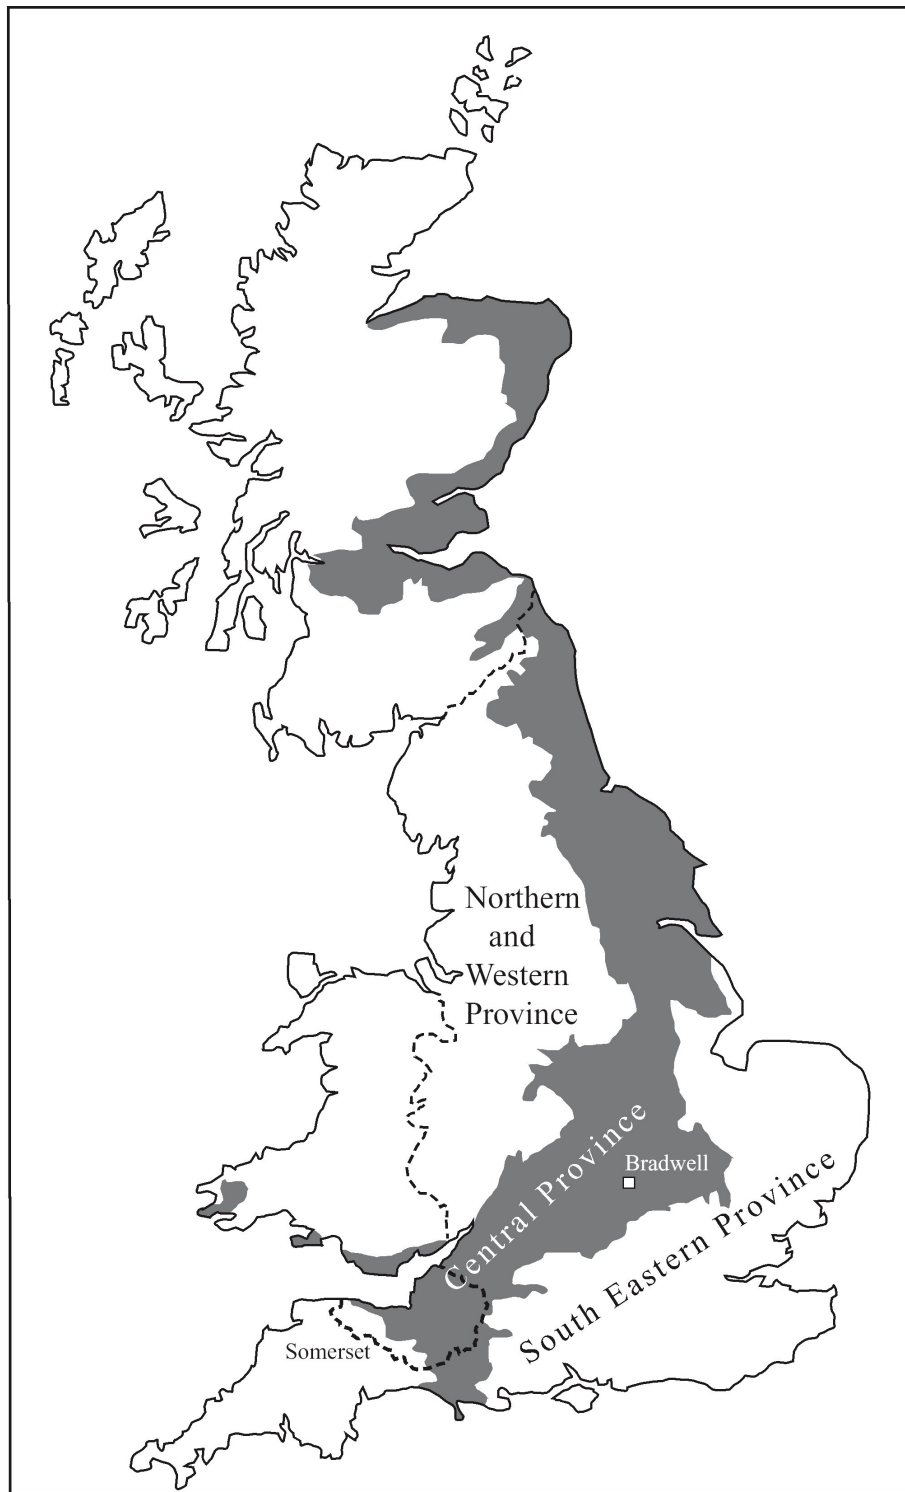 Northern
and
Western
Province
Central Province
Bradwell
South Eastern Province
Somerset